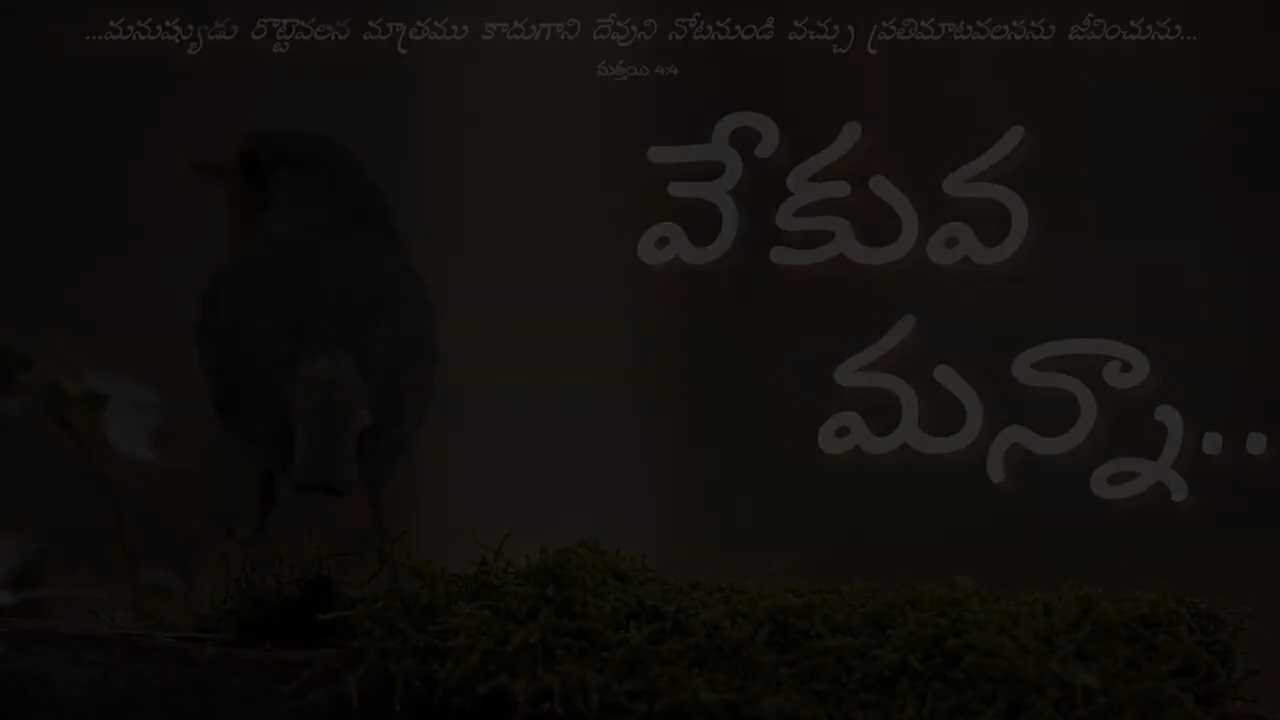 ...మనుష్యుడు రొట్టెవలన మాత్రము కాదుగాని దేవుని నోటనుండి వచ్చు ప్రతిమాటవలనను జీవించును...
మత్తయి 4:4
వేకువ
మన్నా..